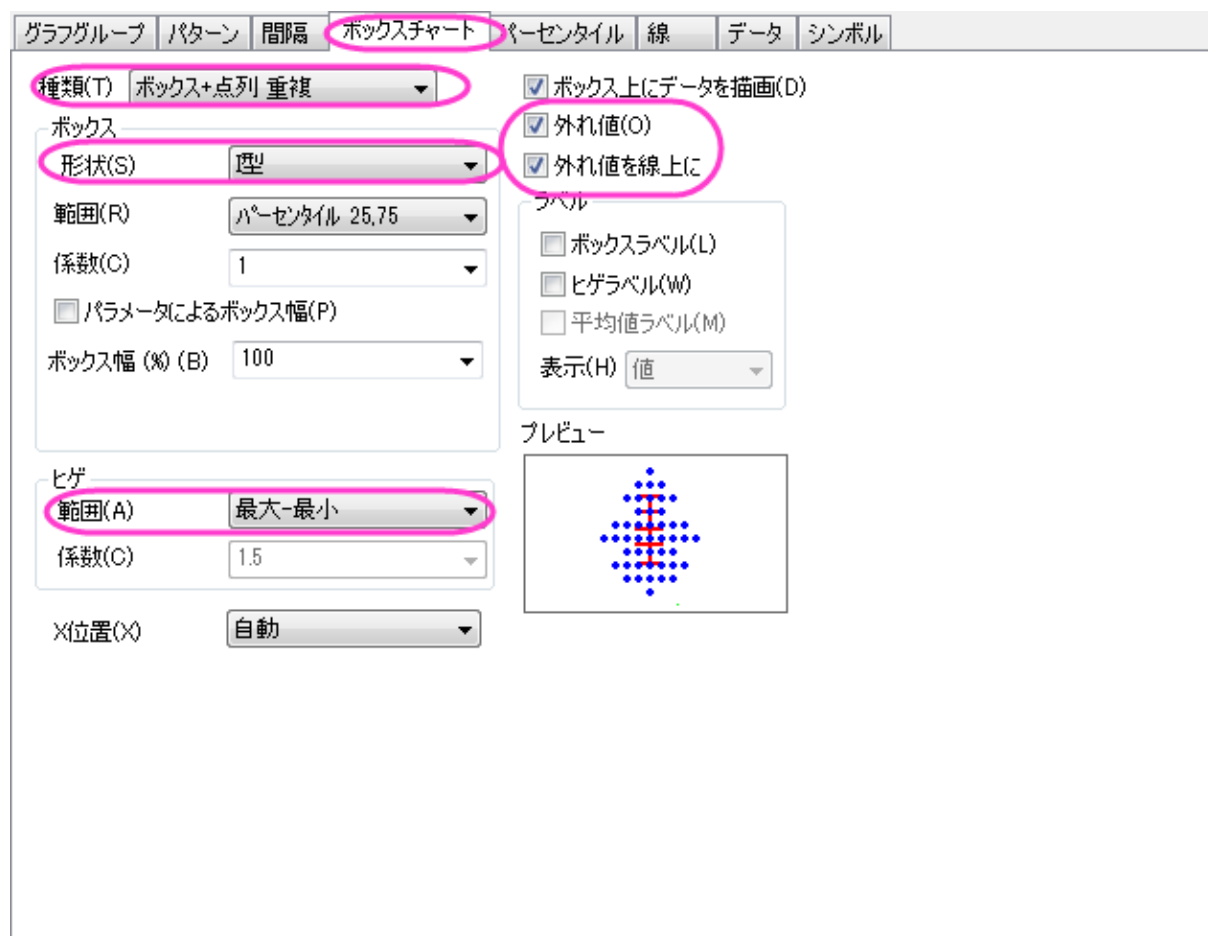 グラフグループ パターン 間隔 ボックスチャート パーセンタイル 線 データ シンボル
種類(T) ボックス+点列 重複
ボックス
形状(S) I型
範囲(R) パーセンタイル 25,75
係数(C) 1
パラメータによるボックス幅(P)
ボックス幅 (%) (B) 100
ヒゲ
範囲(A) 最大-最小
係数(C) 1.5
X位置(X) 自動
ボックス上にデータを描画(D)
外れ値(O)
外れ値を線上に
ラベル
ボックスラベル(L)
ヒゲラベル(W)
平均値ラベル(M)
表示(H) 値
プレビュー